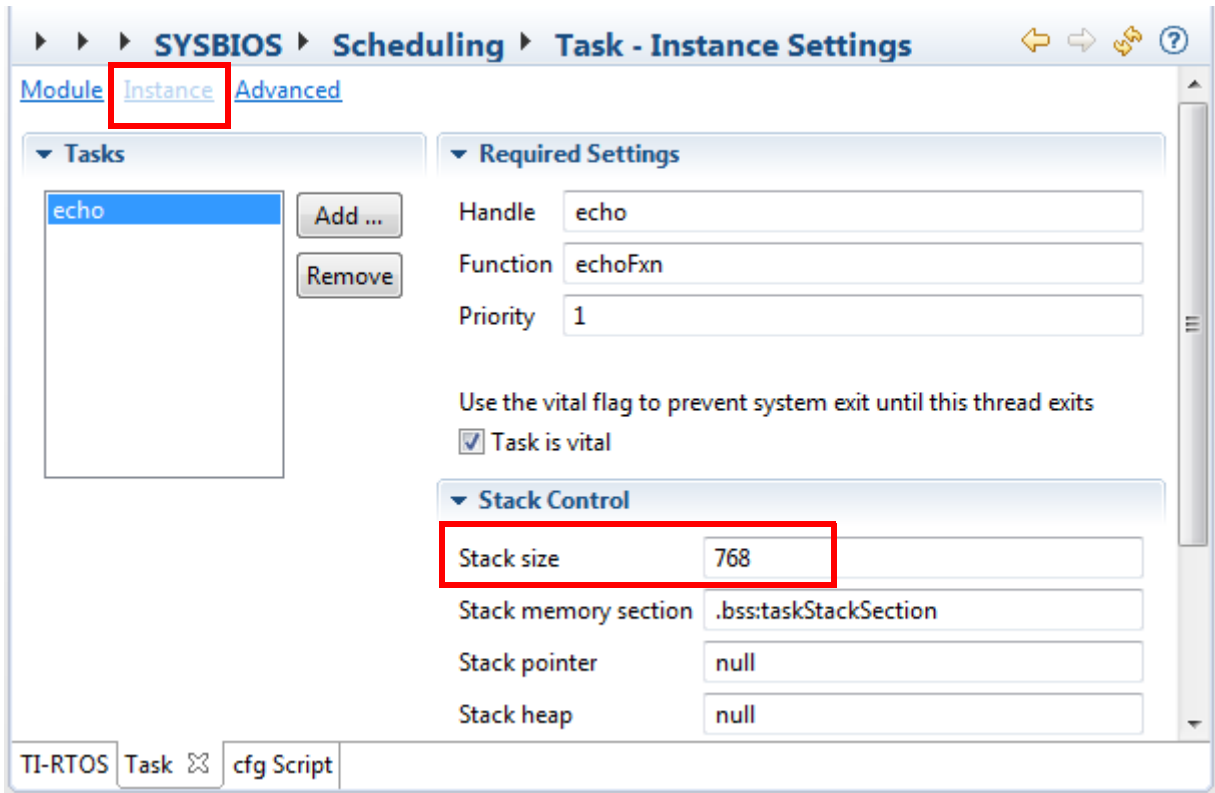 SYSBIOS Scheduling Task - Instance Settings
Module Instance Advanced
Tasks
echo
Add ...
Remove
Required Settings
Handle echo
Function echoFxn
Priority 1
Use the vital flag to prevent system exit until this thread exits
Task is vital
Stack Control
Stack size 768
Stack memory section .bss:taskStackSection
Stack pointer null
Stack heap null
TI-RTOS Task cfg Script